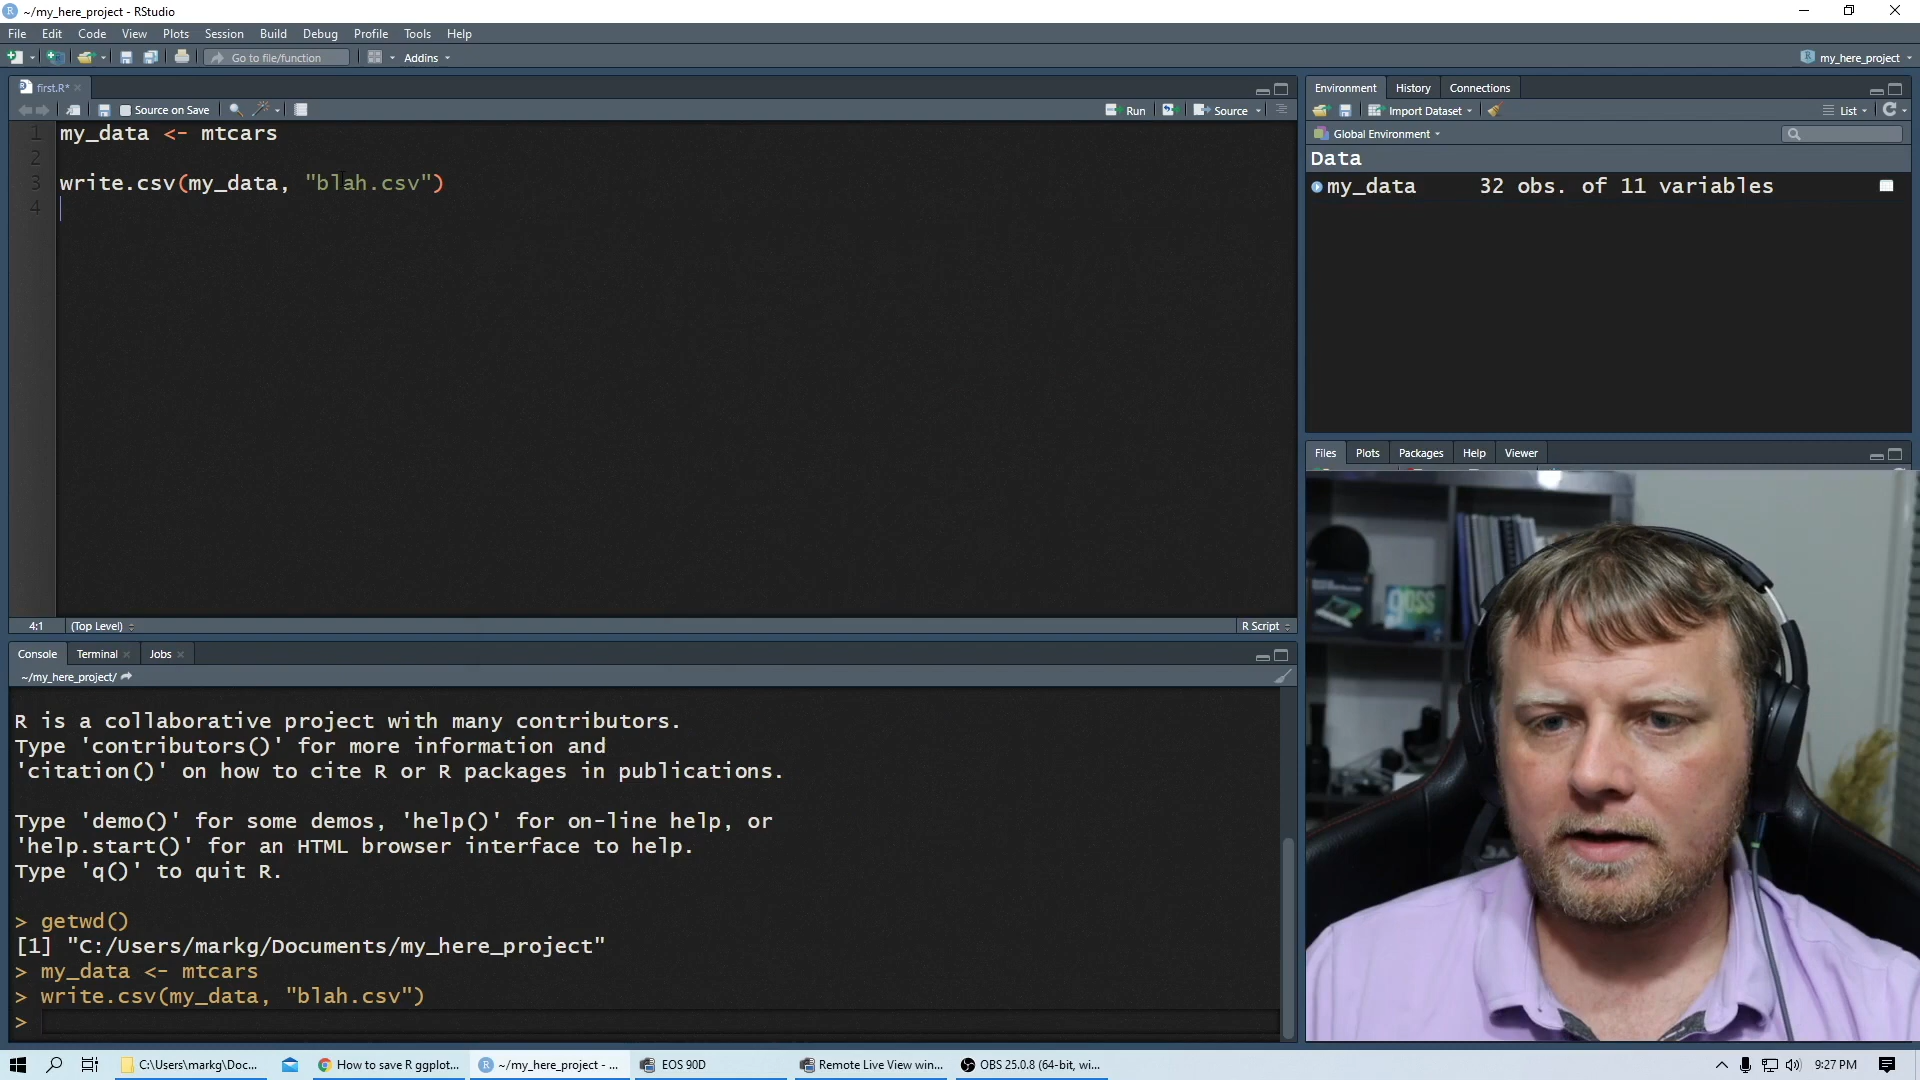 ~/my_here_project - RStudio
File Edit Code View Plots Session Build Debug Profile Tools Help
Go to file/function Addins my_here_project
first.R*
Source on Save Run Source
1 my_data <- mtcars
2
3 write.csv(my_data, "blah.csv")
4
4:1 (Top Level) R Script
Console Terminal Jobs
~/my_here_project/
R is a collaborative project with many contributors.
Type 'contributors()' for more information and
'citation()' on how to cite R or R packages in publications.
Type 'demo()' for some demos, 'help()' for on-line help, or
'help.start()' for an HTML browser interface to help.
Type 'q()' to quit R.
> getwd()
[1] "C:/Users/markg/Documents/my_here_project"
> my_data <- mtcars
> write.csv(my_data, "blah.csv")
>
Environment History Connections
Import Dataset List
Global Environment
Data
my_data 32 obs. of 11 variables
Files Plots Packages Help Viewer
C:\Users\markg\Doc... How to save R ggplot... ~/my_here_project - ... EOS 90D Remote Live View win... OBS 25.0.8 (64-bit, wi... 9:27 PM